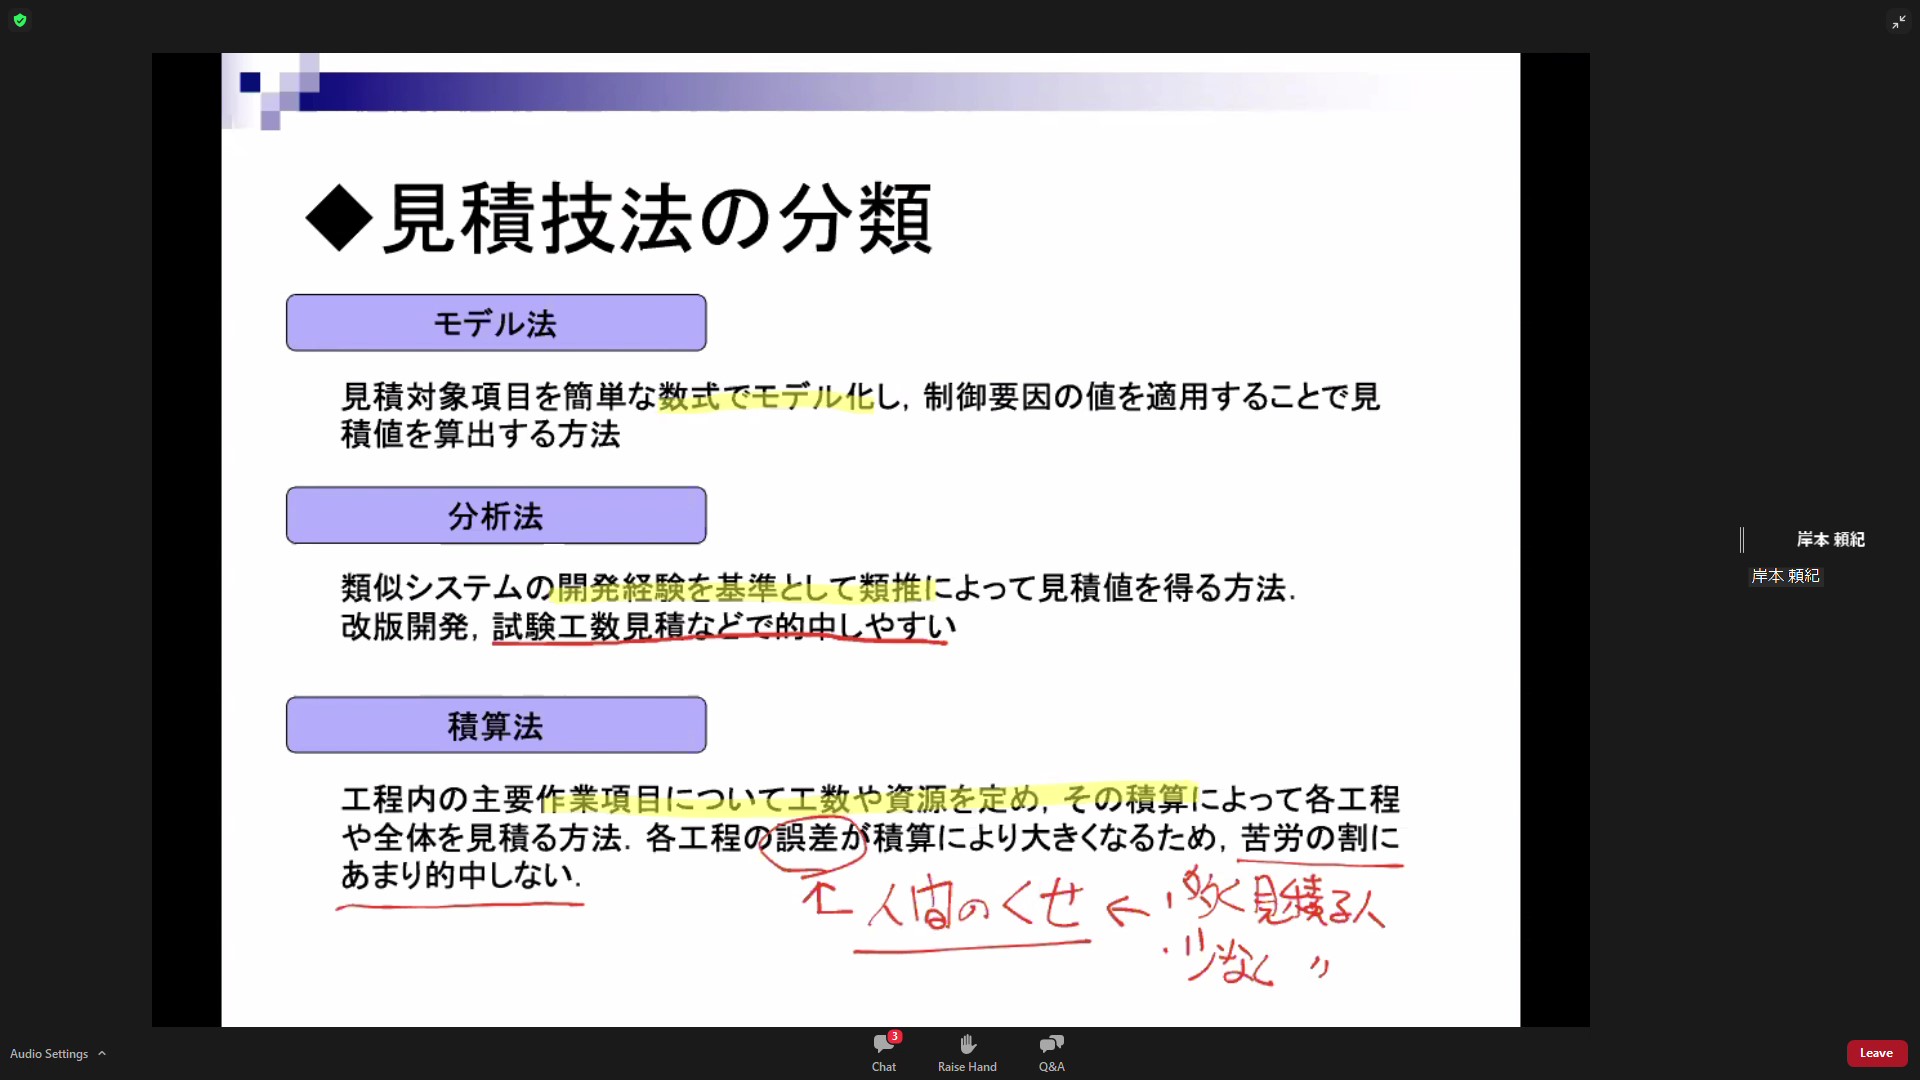 ◆見積技法の分類
モデル法
見積対象項目を簡単な数式でモデル化し，制御要因の値を適用することで見
積値を算出する方法
分析法
類似システムの開発経験を基準として類推によって見積値を得る方法．
改版開発，試験工数見積などで的中しやすい
積算法
工程内の主要作業項目について工数や資源を定め，その積算によって各工程
や全体を見積る方法．各工程の誤差が積算により大きくなるため，苦労の割に
あまり的中しない．
↑ 人間のくせ ← ・多く見積る人
・少なく 〃
岸本 頼紀
岸本 頼紀
Audio Settings
3
Chat
Raise Hand
Q&A
Leave